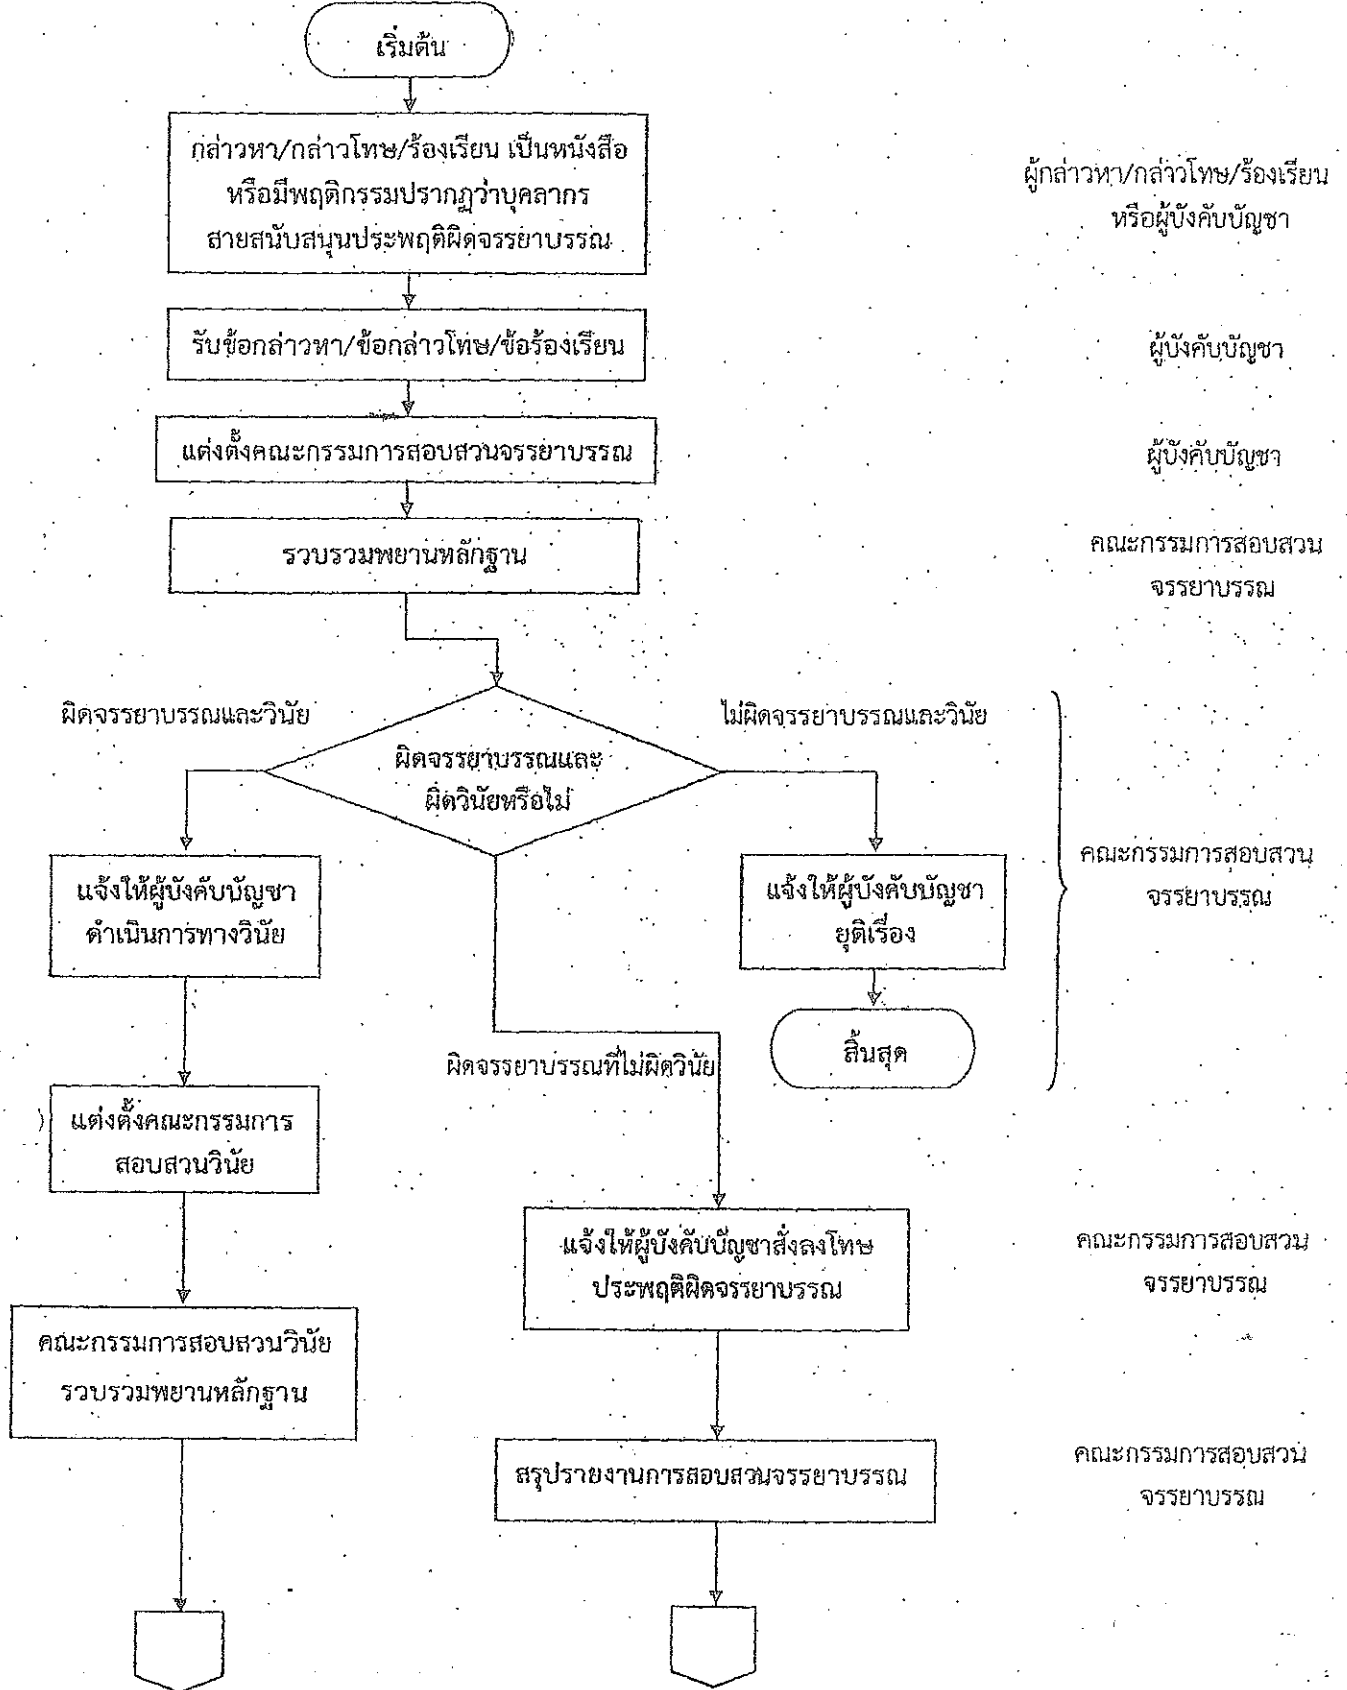 เริ่มต้น
กล่าวหา/กล่าวโทษ/ร้องเรียน เป็นหนังสือ
หรือมีพฤติกรรมปรากฏว่าบุคลากร
สายสนับสนุนประพฤติผิดจรรยาบรรณ
ผู้กล่าวหา/กล่าวโทษ/ร้องเรียน
หรือผู้บังคับบัญชา
รับข้อกล่าวหา/ข้อกล่าวโทษ/ข้อร้องเรียน
ผู้บังคับบัญชา
แต่งตั้งคณะกรรมการสอบสวนจรรยาบรรณ
ผู้บังคับบัญชา
รวบรวมพยานหลักฐาน
คณะกรรมการสอบสวน
จรรยาบรรณ
ผิดจรรยาบรรณและวินัย
ไม่ผิดจรรยาบรรณและวินัย
ผิดจรรยาบรรณและ
ผิดวินัยหรือไม่
แจ้งให้ผู้บังคับบัญชา
ดำเนินการทางวินัย
แจ้งให้ผู้บังคับบัญชา
ยุติเรื่อง
คณะกรรมการสอบสวน
จรรยาบรรณ
สิ้นสุด
ผิดจรรยาบรรณที่ไม่ผิดวินัย
แต่งตั้งคณะกรรมการ
สอบสวนวินัย
แจ้งให้ผู้บังคับบัญชาสั่งลงโทษ
ประพฤติผิดจรรยาบรรณ
คณะกรรมการสอบสวน
จรรยาบรรณ
คณะกรรมการสอบสวนวินัย
รวบรวมพยานหลักฐาน
สรุปรายงานการสอบสวนจรรยาบรรณ
คณะกรรมการสอบสวน
จรรยาบรรณ